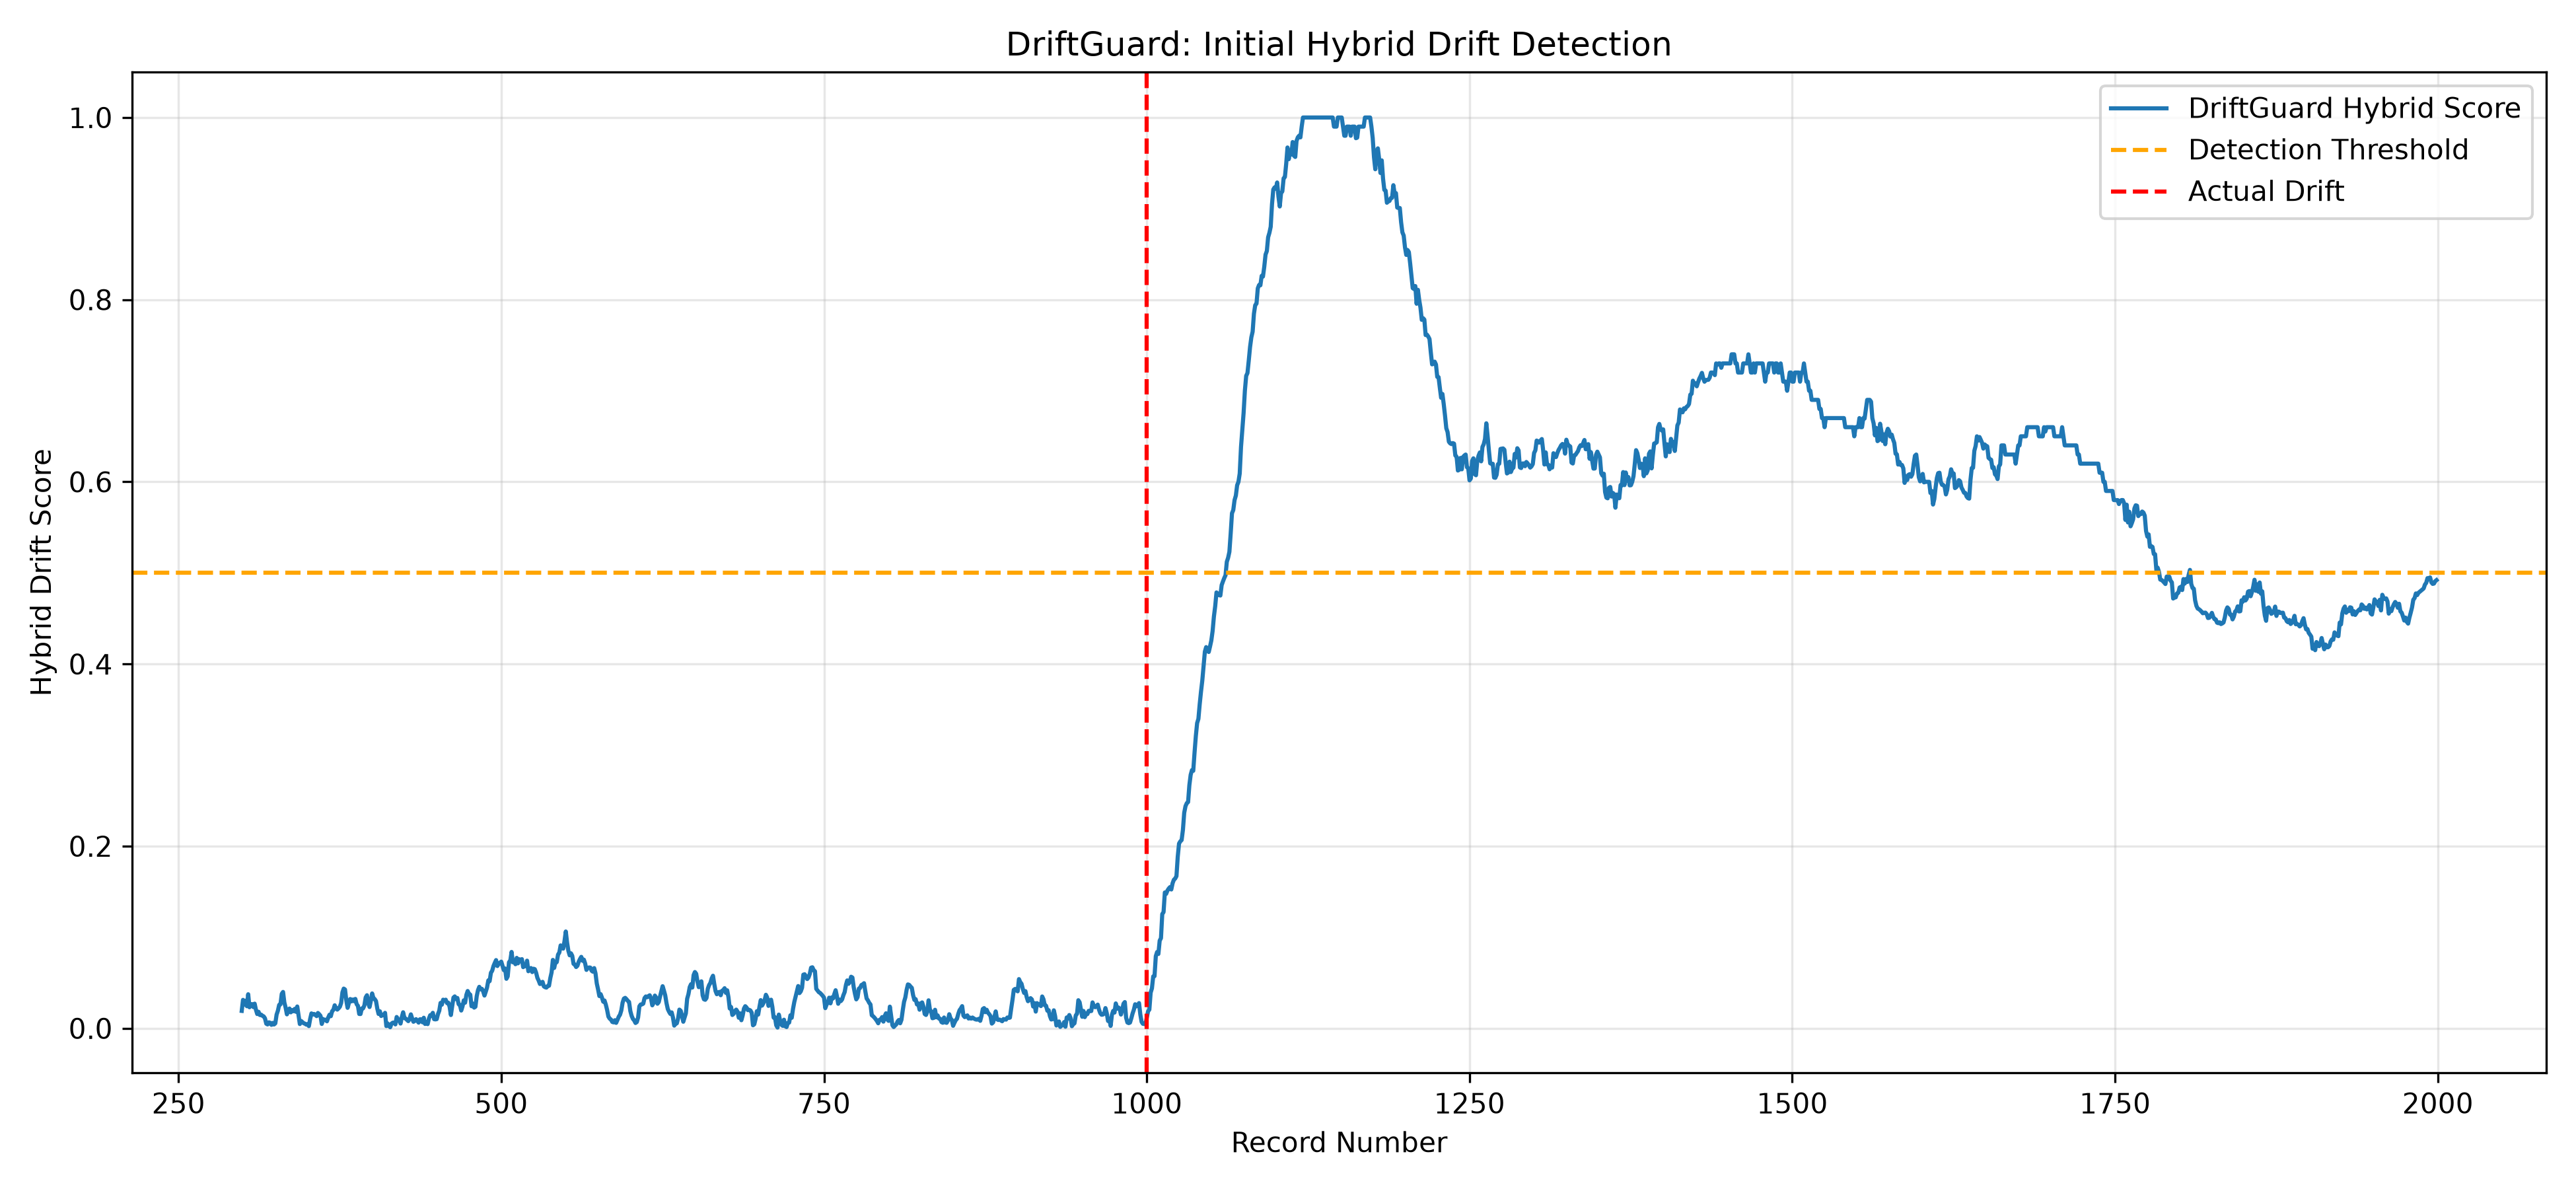 DriftGuard: Initial Hybrid Drift Detection
DriftGuard Hybrid Score
Detection Threshold
Actual Drift
Hybrid Drift Score
1.0
0.8
0.6
0.4
0.2
0.0
250 500 750 1000 1250 1500 1750 2000
Record Number